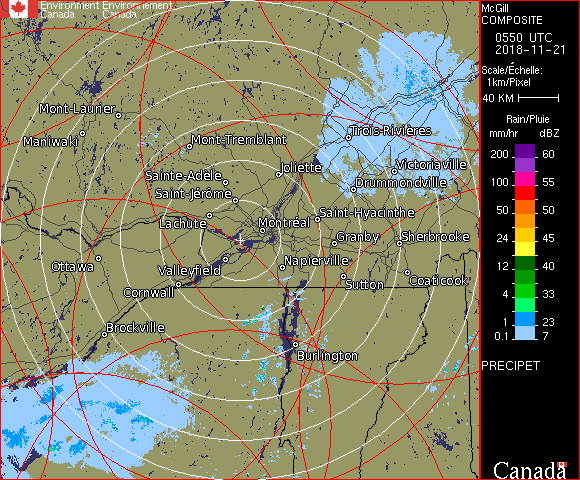 Environment Environnement
Canada Canada
McGill
COMPOSITE
0550 UTC
2018-11-21
Scale/Échelle:
1km/Pixel
40 KM
Rain/Pluie
mm/hr dBZ
200 60
100 55
50 50
24 45
12 40
4 33
1 23
0.1 7
PRECIPET
Canada
Mont-Laurier
Maniwaki
Mont-Tremblant
Trois-Rivières
Joliette
Victoriaville
Sainte-Adèle
Drummondville
Saint-Jérôme
Lachute
Montréal
Saint-Hyacinthe
Granby
Sherbrooke
Ottawa
Valleyfield
Napierville
Cornwall
Sutton
Coaticook
Brockville
Burlington